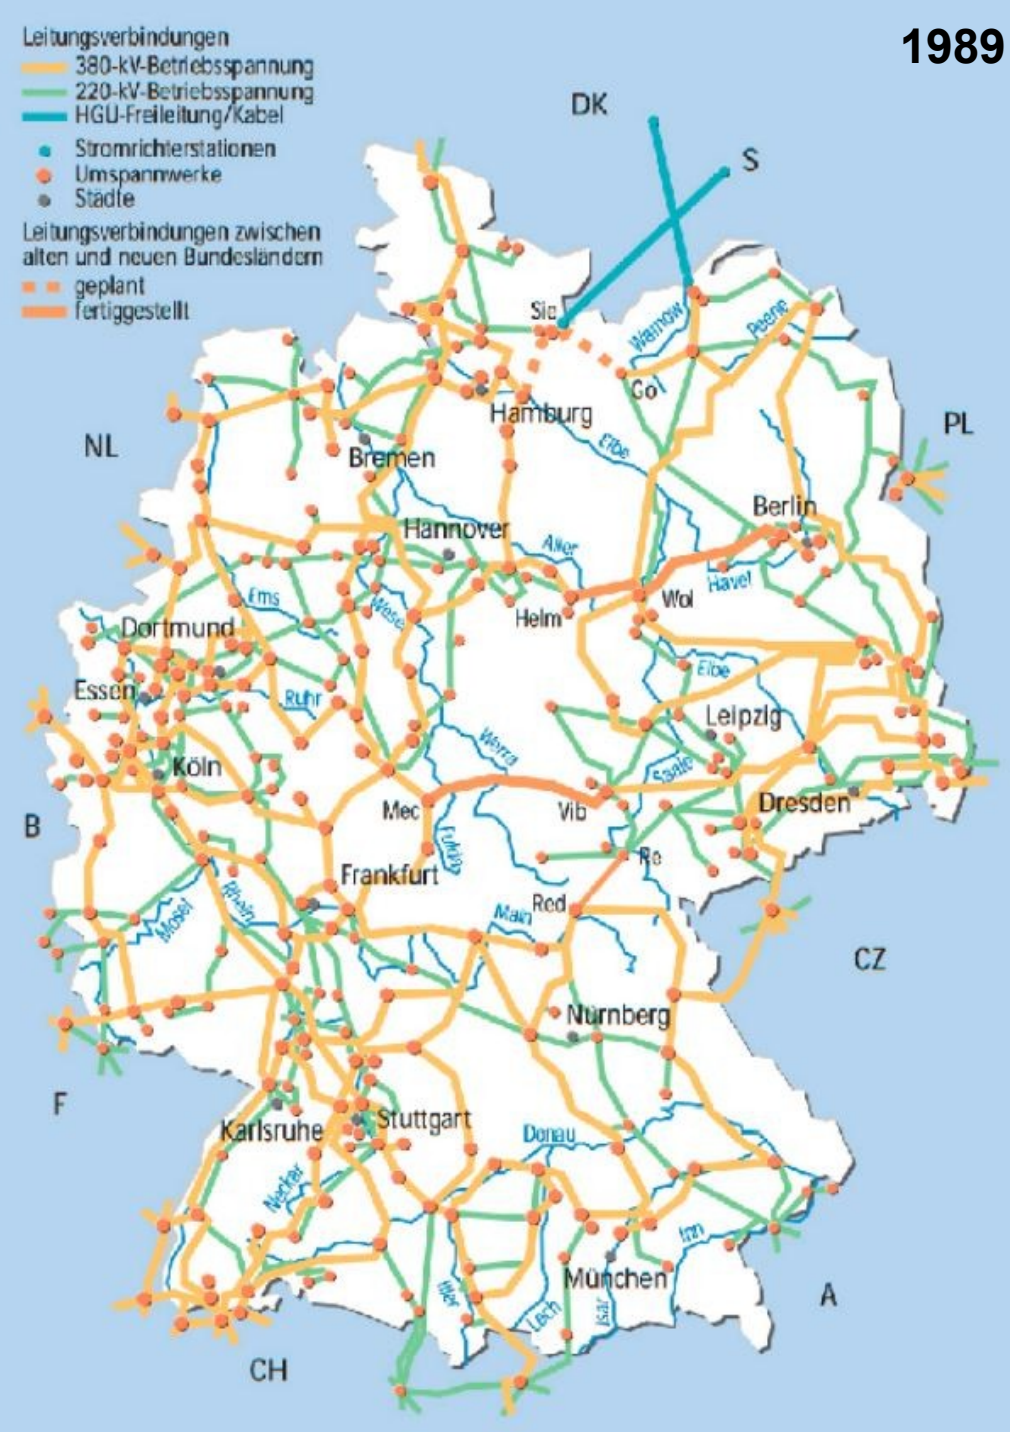 1989
Leitungsverbindungen
380-kV-Betriebsspannung
220-kV-Betriebsspannung
HGÜ-Freileitung/Kabel
Stromrichterstationen
Umspannwerke
Städte
Leitungsverbindungen zwischen
alten und neuen Bundesländern
geplant
fertiggestellt
DK
S
Sie
Warnow
Peene
Gol
Hamburg
NL
PL
Elbe
Bremen
Berlin
Hannover
Aller
Havel
Ems
Weser
Helm
Wol
Dortmund
Elbe
Essen
Ruhr
Leipzig
Werra
Saale
Köln
Mec
Vib
Dresden
B
Fulda
Re
Frankfurt
Rhein
Red
Mosel
Main
CZ
Nürnberg
F
Karlsruhe
Stuttgart
Donau
Neckar
Inn
München
Iller
Lech
Isar
A
CH